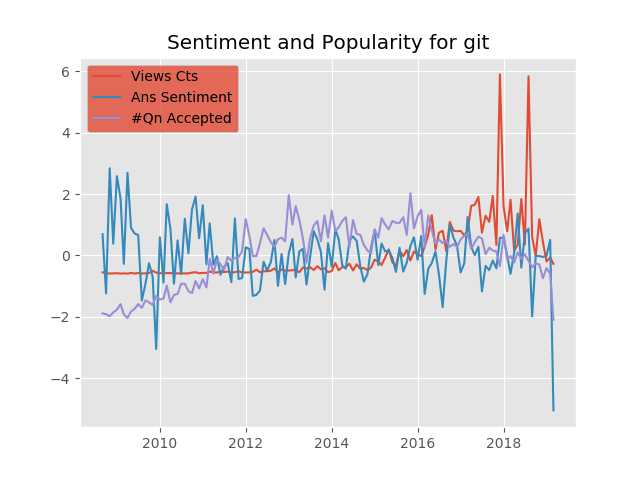 Sentiment and Popularity for git
Views Cts
Ans Sentiment
#Qn Accepted
6
4
2
0
−2
−4
2010 2012 2014 2016 2018